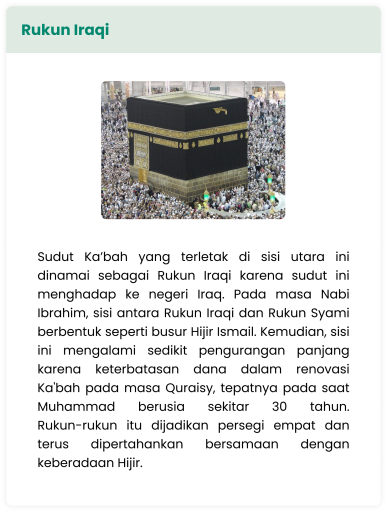 Rukun Iraqi
Sudut Ka’bah yang terletak di sisi utara ini
dinamai sebagai Rukun Iraqi karena sudut ini
menghadap ke negeri Iraq. Pada masa Nabi
Ibrahim, sisi antara Rukun Iraqi dan Rukun Syami
berbentuk seperti busur Hijir Ismail. Kemudian, sisi
ini mengalami sedikit pengurangan panjang
karena keterbatasan dana dalam renovasi
Ka'bah pada masa Quraisy, tepatnya pada saat
Muhammad berusia sekitar 30 tahun.
Rukun-rukun itu dijadikan persegi empat dan
terus dipertahankan bersamaan dengan
keberadaan Hijir.